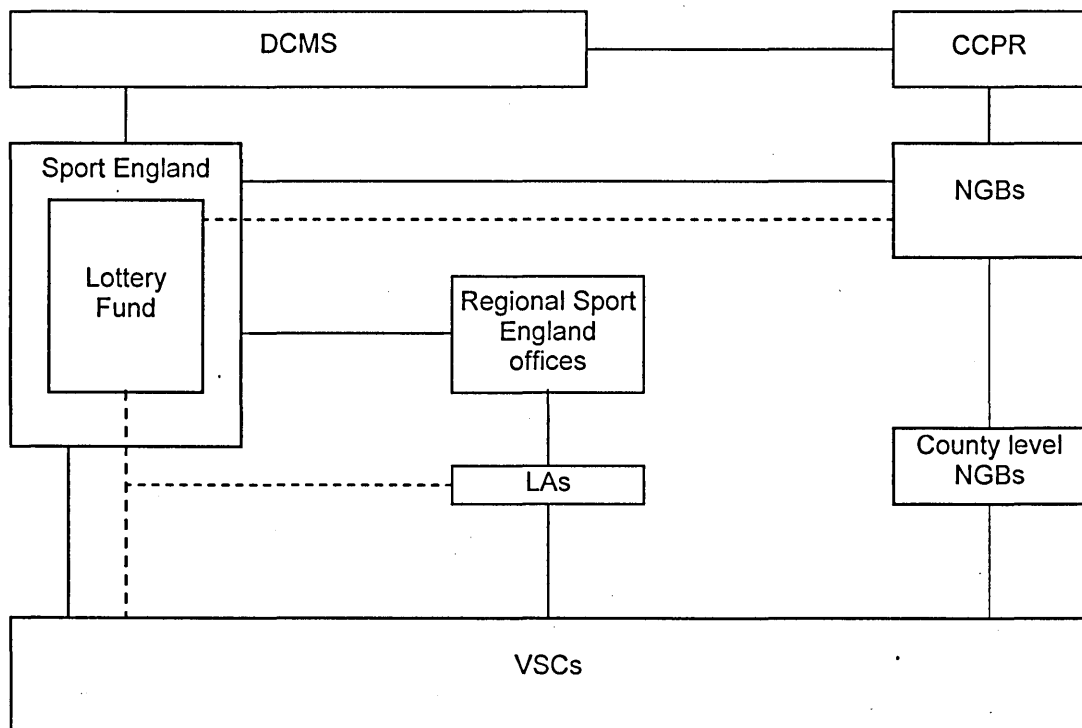 DCMS
CCPR
Sport England
NGBs
Lottery
Fund
Regional Sport
England
offices
County level
NGBs
LAs
VSCs